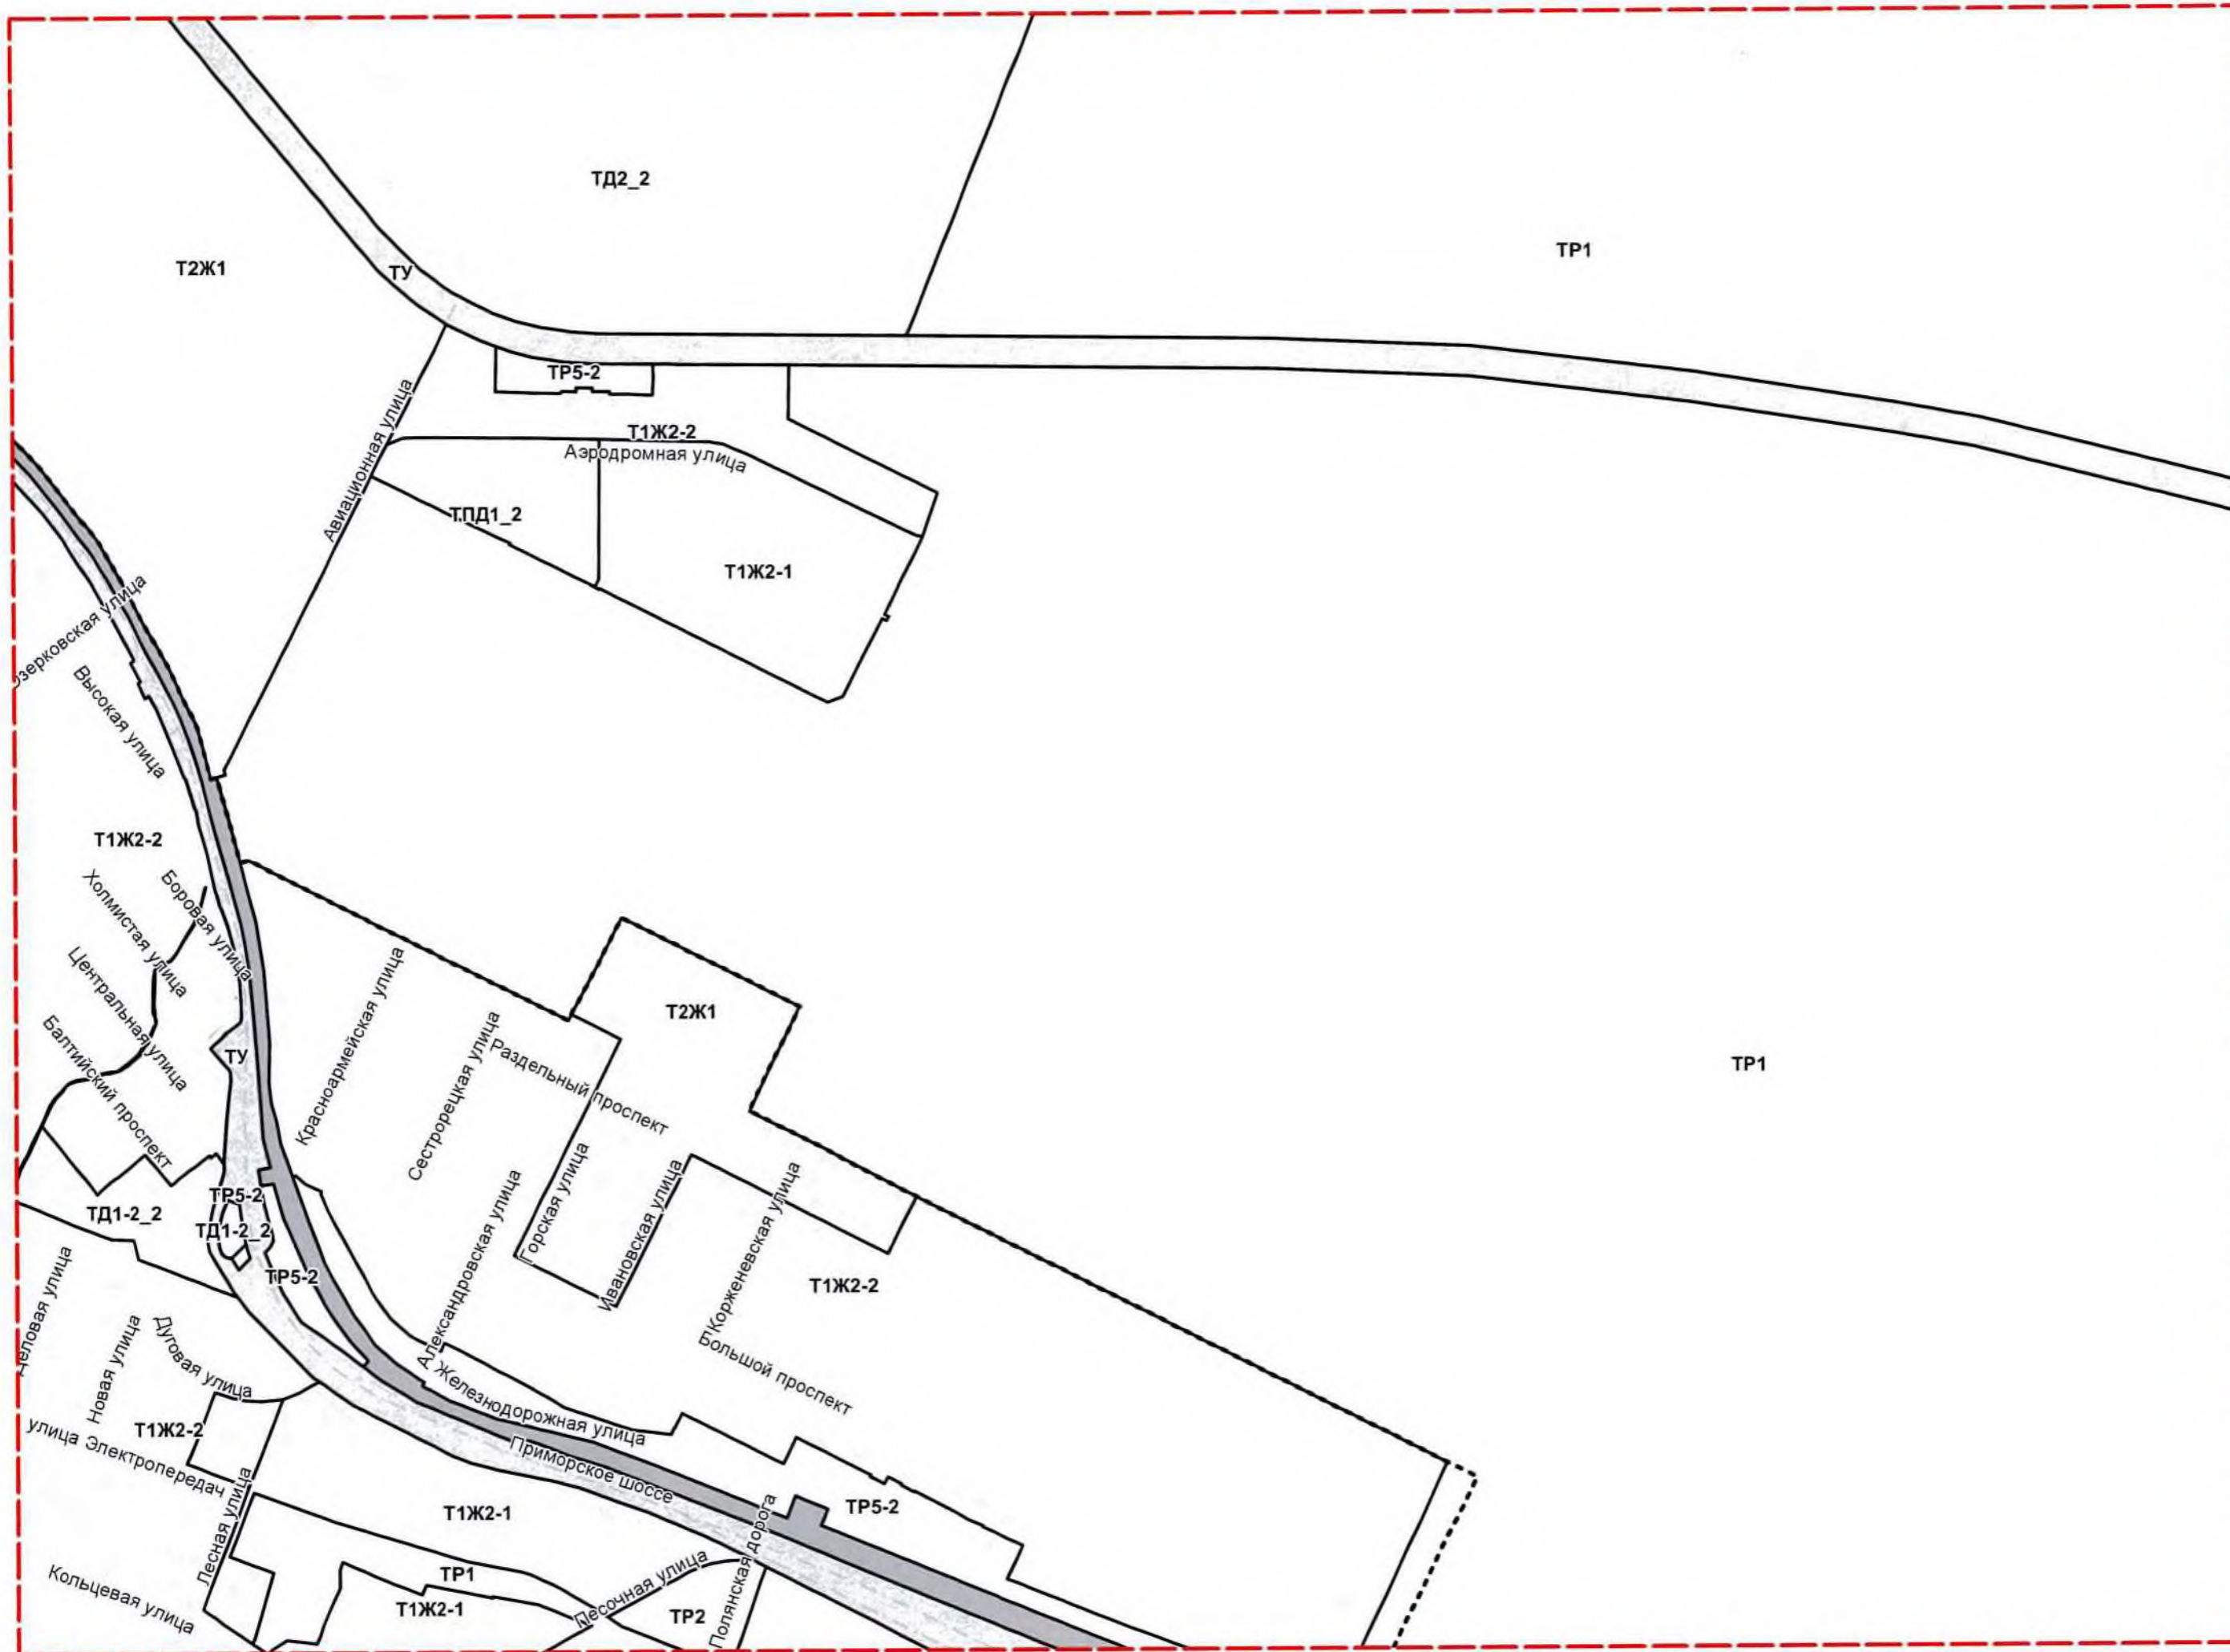 ТД2_2
ТР1
Т2Ж1
ТУ
ТР5-2
Авиационная улица
Т1Ж2-2
Аэродромная улица
ТПД1_2
Т1Ж2-1
Высокая улица
Т1Ж2-2
Холмистая улица
Боровая улица
Центральная улица
Балтийский проспект
ТУ
Красноармейская улица
Сестрорецкая улица
Раздельный проспект
Т2Ж1
ТР1
ТР5-2
ТД1-2_2
ТД1-2_2
ТР5-2
Александровская улица
Горская улица
Ивановская улица
Корженевская улица
Т1Ж2-2
Большой проспект
улица
Новая улица
Дуговая улица
Т1Ж2-2
улица Электропередач
Железнодорожная улица
Приморское шоссе
Лесная улица
Т1Ж2-1
ТР5-2
Полянская дорога
ТР1
Т1Ж2-1
Песочная улица
ТР2
Кольцевая улица